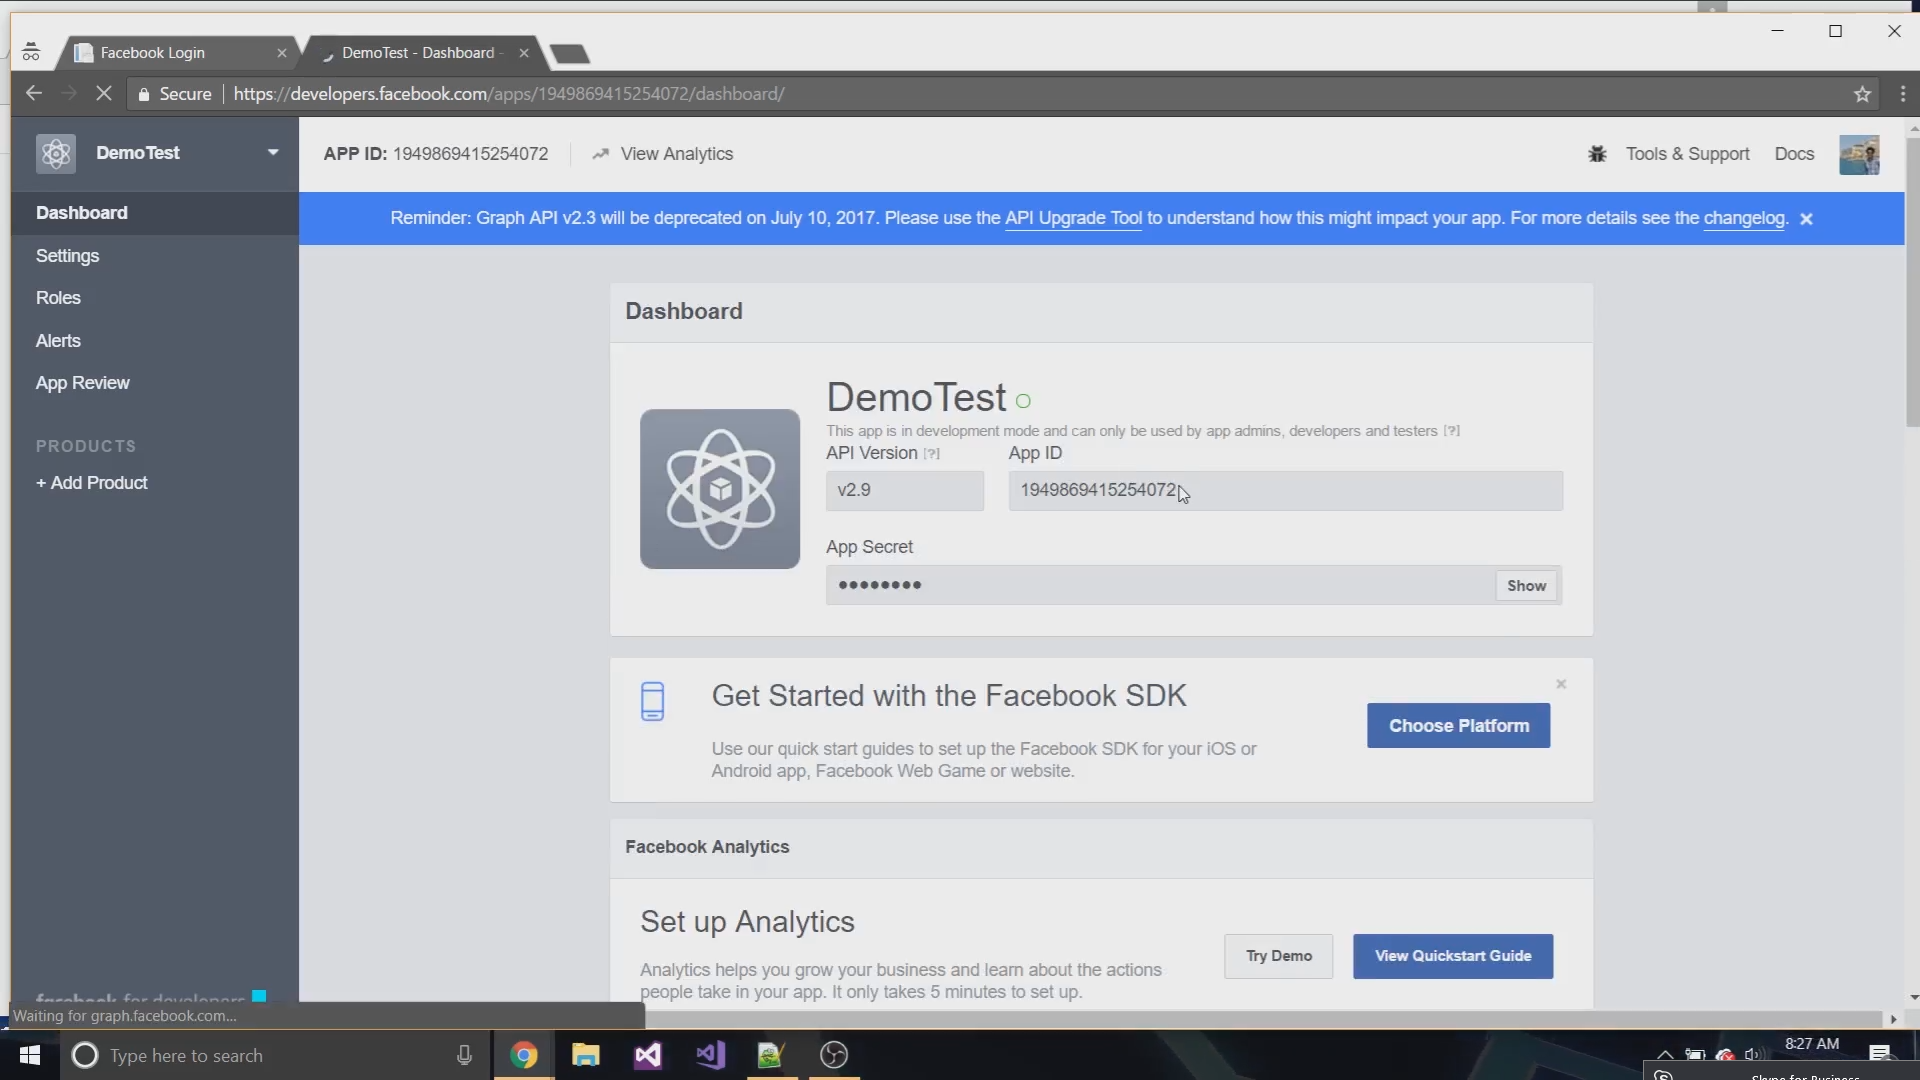 Facebook Login
DemoTest - Dashboard -
Secure
https://developers.facebook.com/apps/1949869415254072/dashboard/
DemoTest
APP ID: 1949869415254072
View Analytics
Tools & Support
Docs
Dashboard
Reminder: Graph API v2.3 will be deprecated on July 10, 2017. Please use the API Upgrade Tool to understand how this might impact your app. For more details see the changelog.
Settings
Roles
Alerts
App Review
PRODUCTS
+ Add Product
Dashboard
DemoTest
This app is in development mode and can only be used by app admins, developers and testers [?]
API Version [?]
App ID
v2.9
1949869415254072
App Secret
••••••••
Show
Get Started with the Facebook SDK
Use our quick start guides to set up the Facebook SDK for your iOS or
Android app, Facebook Web Game or website.
Choose Platform
Facebook Analytics
Set up Analytics
Analytics helps you grow your business and learn about the actions
people take in your app. It only takes 5 minutes to set up.
Try Demo
View Quickstart Guide
facebook for developers
Waiting for graph.facebook.com...
Type here to search
8:27 AM
Skype for Business